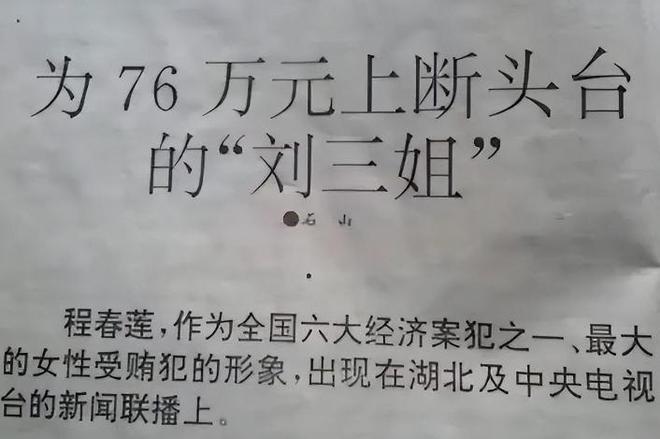 为76万元上断头台
的“刘三姐”
●石 山
程春莲,作为全国六大经济案犯之一、最大
的女性受贿犯的形象,出现在湖北及中央电视
台的新闻联播上。